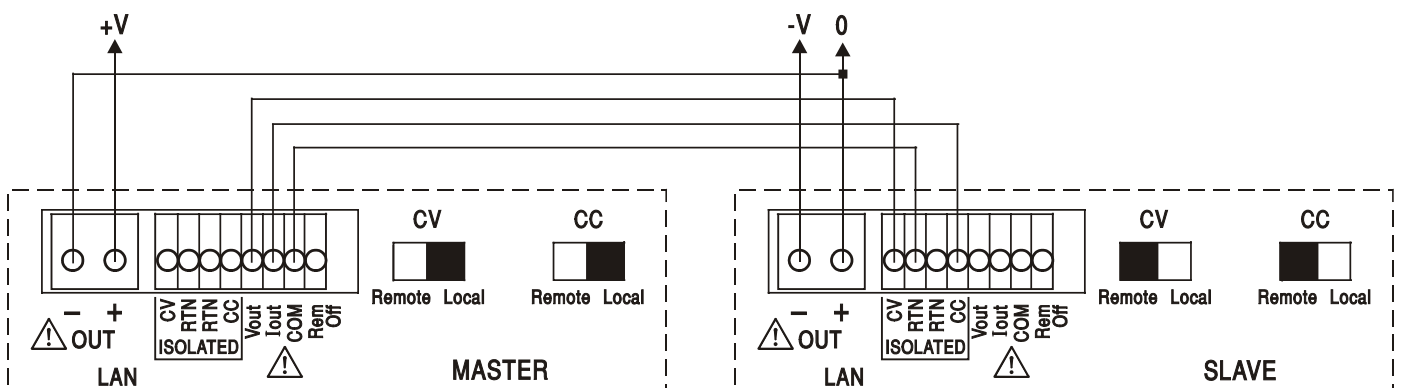 +V
-V 0
CV CC
Remote Local Remote Local
- +
OUT
CV RTN RTN CC Vout Iout COM Rem Off
ISOLATED
LAN
MASTER
CV CC
Remote Local Remote Local
- +
OUT
CV RTN RTN CC Vout Iout COM Rem Off
ISOLATED
LAN
SLAVE